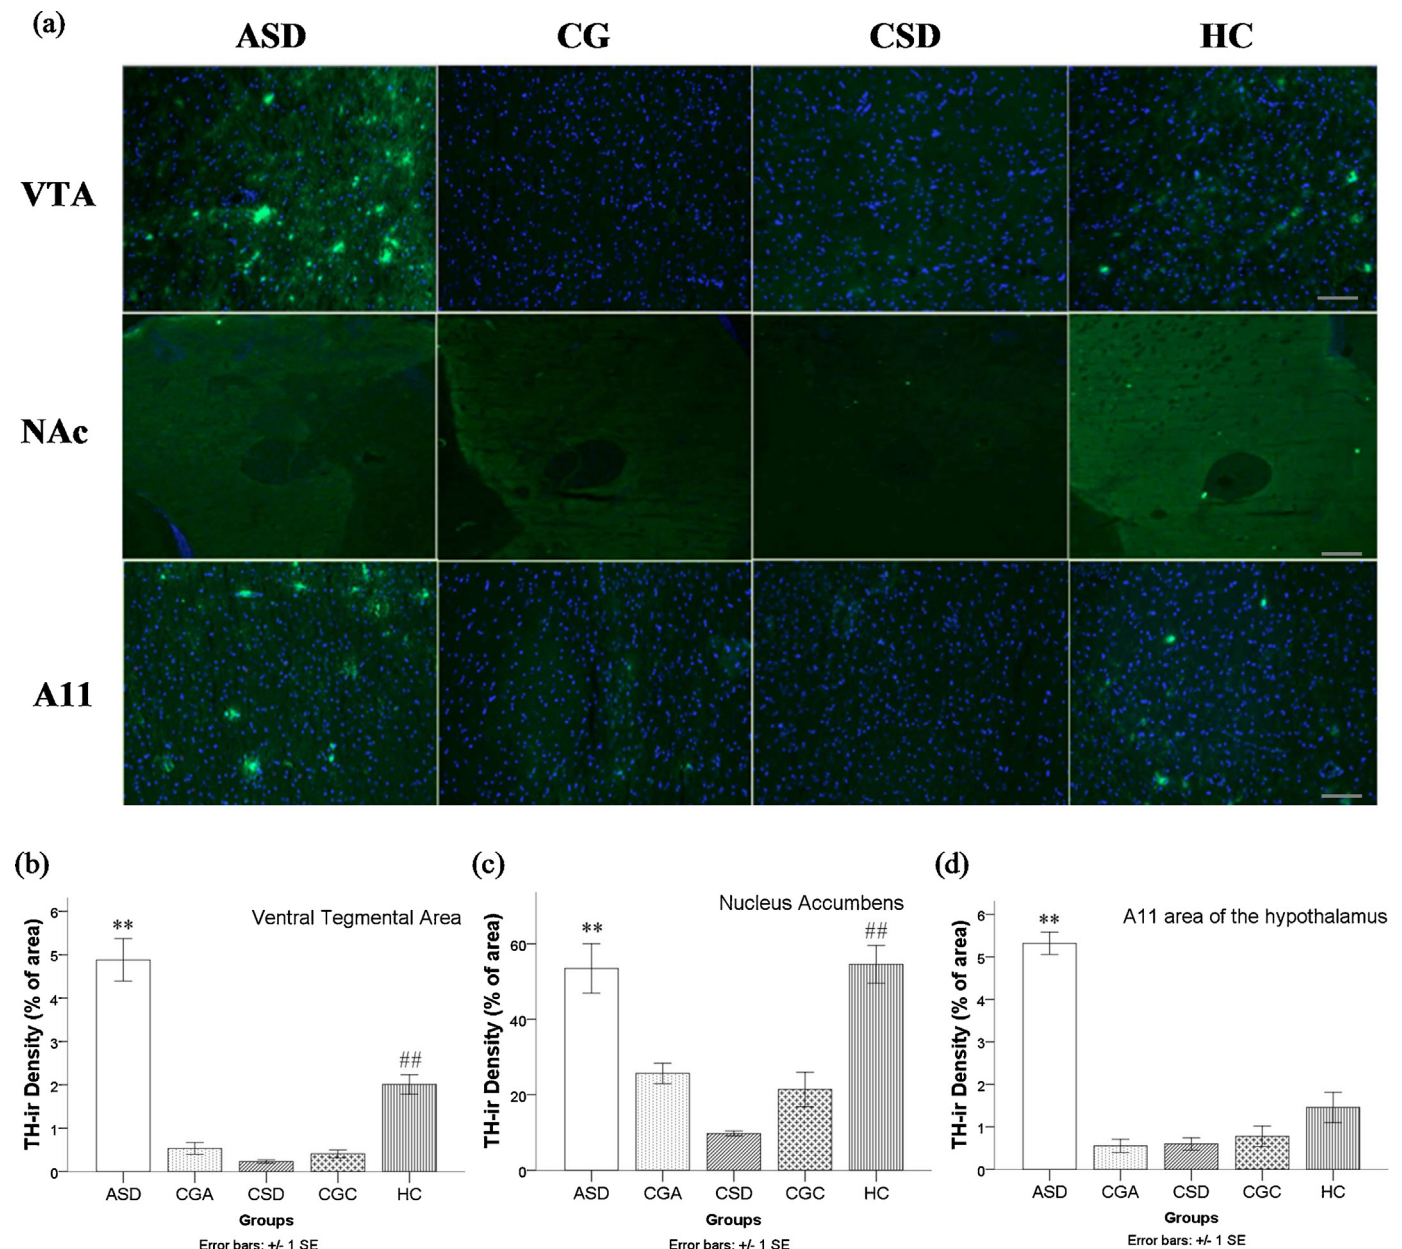 (a)
ASD CG CSD HC
VTA
NAc
A11
(b)
Ventral Tegmental Area
TH-ir Density (% of area)
6
5
4
3
2
1
0
**
##
ASD CGA CSD CGC HC
Groups
Error bars: +/- 1 SE
(c)
Nucleus Accumbens
TH-ir Density (% of area)
60
40
20
0
**
##
ASD CGA CSD CGC HC
Groups
Error bars: +/- 1 SE
(d)
A11 area of the hypothalamus
TH-ir Density (% of area)
6
5
4
3
2
1
0
**
ASD CGA CSD CGC HC
Groups
Error bars: +/- 1 SE